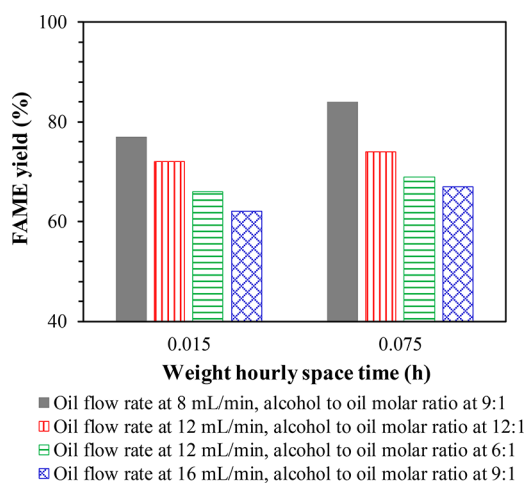 100
80
60
40
FAME yield (%)
0.015 0.075
Weight hourly space time (h)
Oil flow rate at 8 mL/min, alcohol to oil molar ratio at 9:1
Oil flow rate at 12 mL/min, alcohol to oil molar ratio at 12:1
Oil flow rate at 12 mL/min, alcohol to oil molar ratio at 6:1
Oil flow rate at 16 mL/min, alcohol to oil molar ratio at 9:1